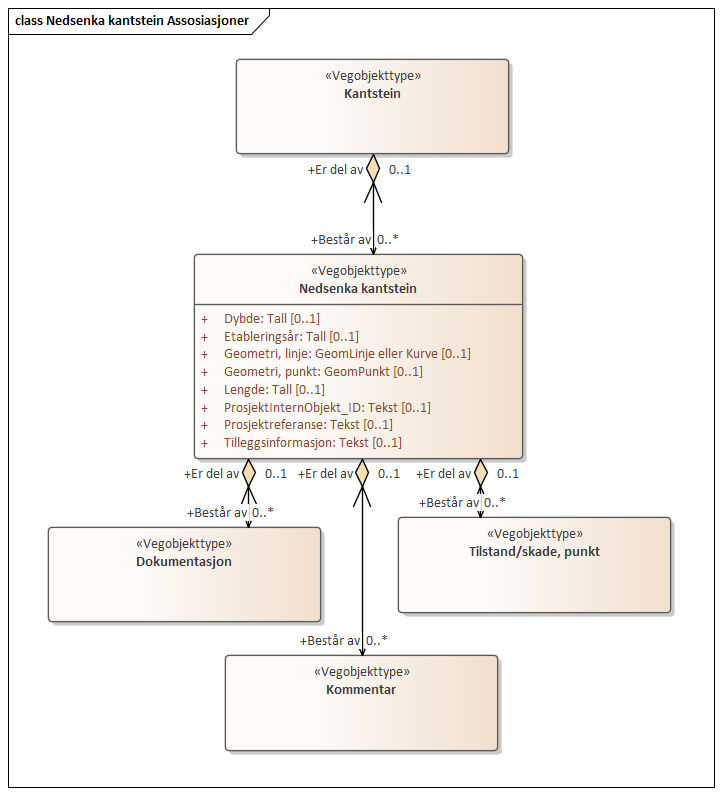 class Nedsenka kantstein Assosiasjoner
«Vegobjekttype»
Kantstein
+Er del av 0..1
+Består av 0..*
«Vegobjekttype»
Nedsenka kantstein
+ Dybde: Tall [0..1]
+ Etableringsår: Tall [0..1]
+ Geometri, linje: GeomLinje eller Kurve [0..1]
+ Geometri, punkt: GeomPunkt [0..1]
+ Lengde: Tall [0..1]
+ ProsjektInternObjekt_ID: Tekst [0..1]
+ Prosjektreferanse: Tekst [0..1]
+ Tilleggsinformasjon: Tekst [0..1]
+Er del av 0..1 +Er del av 0..1 +Er del av 0..1
+Består av 0..* +Består av 0..*
«Vegobjekttype»
Dokumentasjon
«Vegobjekttype»
Tilstand/skade, punkt
+Består av 0..*
«Vegobjekttype»
Kommentar